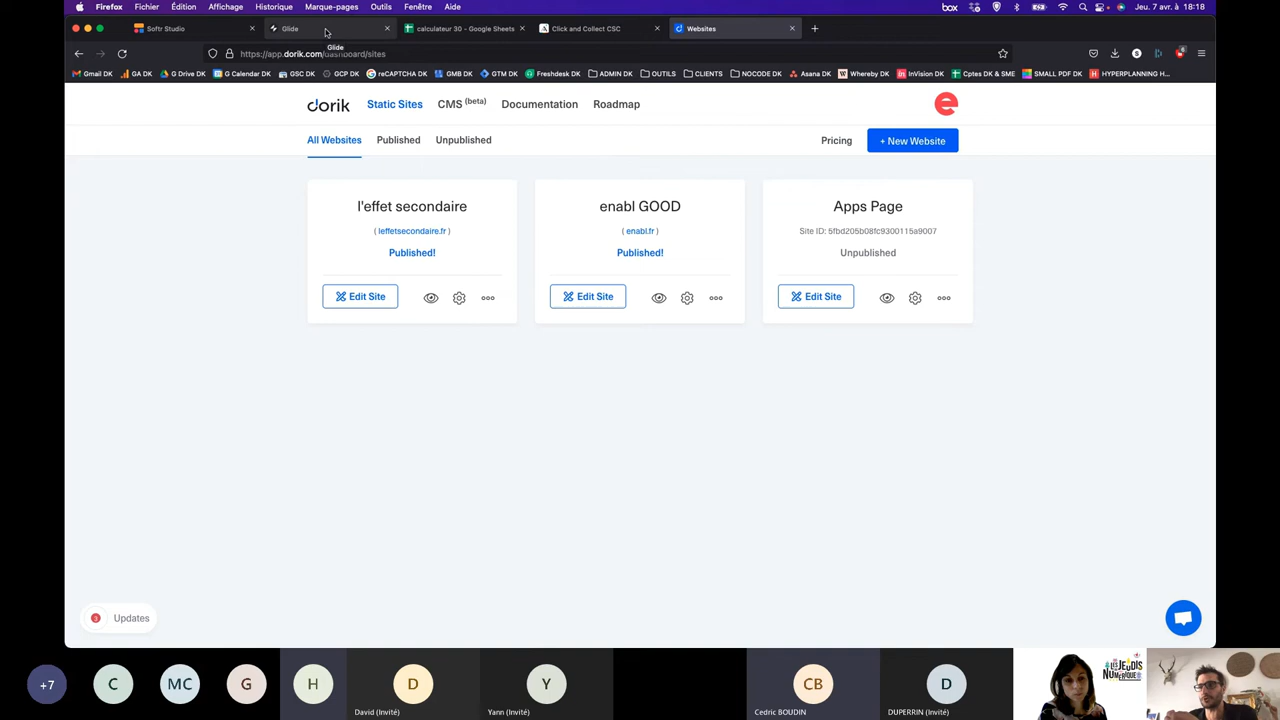 Firefox Fichier Édition Affichage Historique Marque-pages Outils Fenêtre Aide box Jeu. 7 avr. à 18:18
Softr Studio Glide calculateur 30 - Google Sheets Click and Collect CSC Websites
Glide
https://app.dorik.com/dashboard/sites
Gmail DK GA DK G Drive DK G Calendar DK GSC DK GCP DK reCAPTCHA DK GMB DK GTM DK Freshdesk DK ADMIN DK OUTILS CLIENTS NOCODE DK Asana DK Whereby DK InVision DK Cptes DK & SME SMALL PDF DK HYPERPLANNING H...
dorik Static Sites CMS (beta) Documentation Roadmap e
All Websites Published Unpublished Pricing + New Website
l'effet secondaire enabl GOOD Apps Page
( leffetsecondaire.fr ) ( enabl.fr ) Site ID: 5fbd205b08fc9300115a9007
Published! Published! Unpublished
Edit Site Edit Site Edit Site
3 Updates
+7 C MC G H D Y CB D
LES JEUDIS
NUMÉRIQUE
David (Invité) Yann (Invité) Cedric BOUDIN DUPERRIN (Invité)